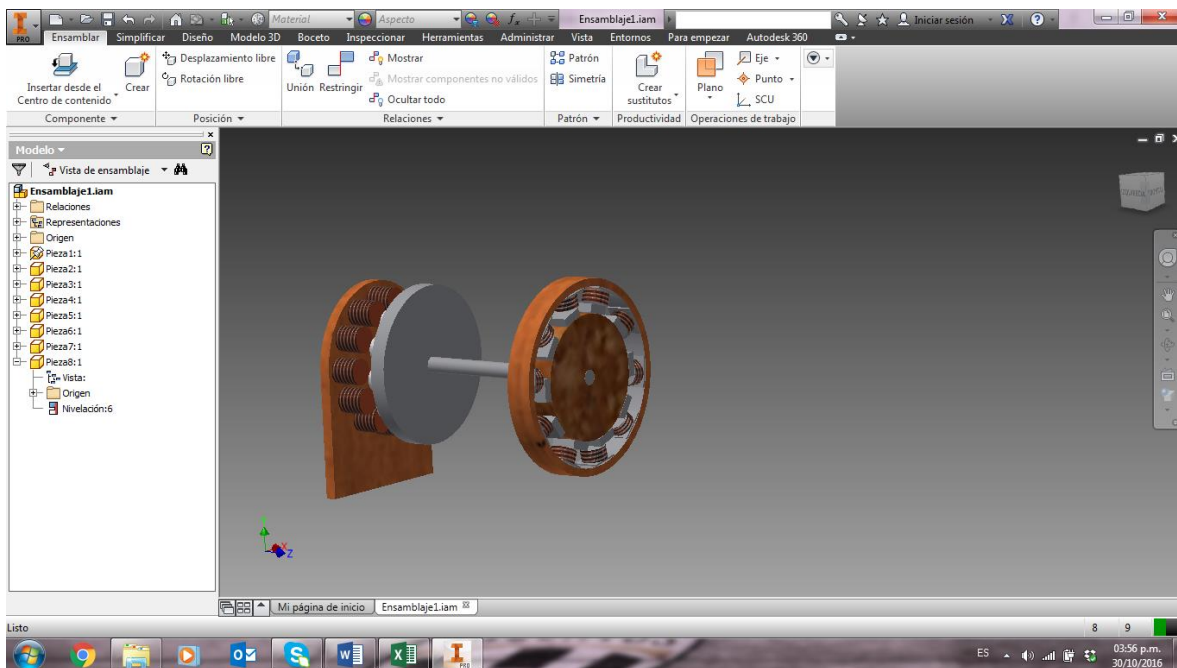 PRO
Material
Aspecto
Ensamblaje1.iam
Iniciar sesión
Ensamblar Simplificar Diseño Modelo 3D Boceto Inspeccionar Herramientas Administrar Vista Entornos Para empezar Autodesk 360
Insertar desde el
Centro de contenido
Crear
Desplazamiento libre
Rotación libre
Unión Restringir
Mostrar
Mostrar componentes no válidos
Ocultar todo
Patrón
Simetría
Crear
sustitutos
Plano
Eje
Punto
SCU
Componente Posición Relaciones Patrón Productividad Operaciones de trabajo
Modelo
Vista de ensamblaje
Ensamblaje1.iam
Relaciones
Representaciones
Origen
Pieza1:1
Pieza2:1
Pieza3:1
Pieza4:1
Pieza5:1
Pieza6:1
Pieza7:1
Pieza8:1
Vista:
Origen
Nivelación:6
Z
Mi página de inicio Ensamblaje1.iam
Listo
8 9
ES
03:56 p.m.
30/10/2016